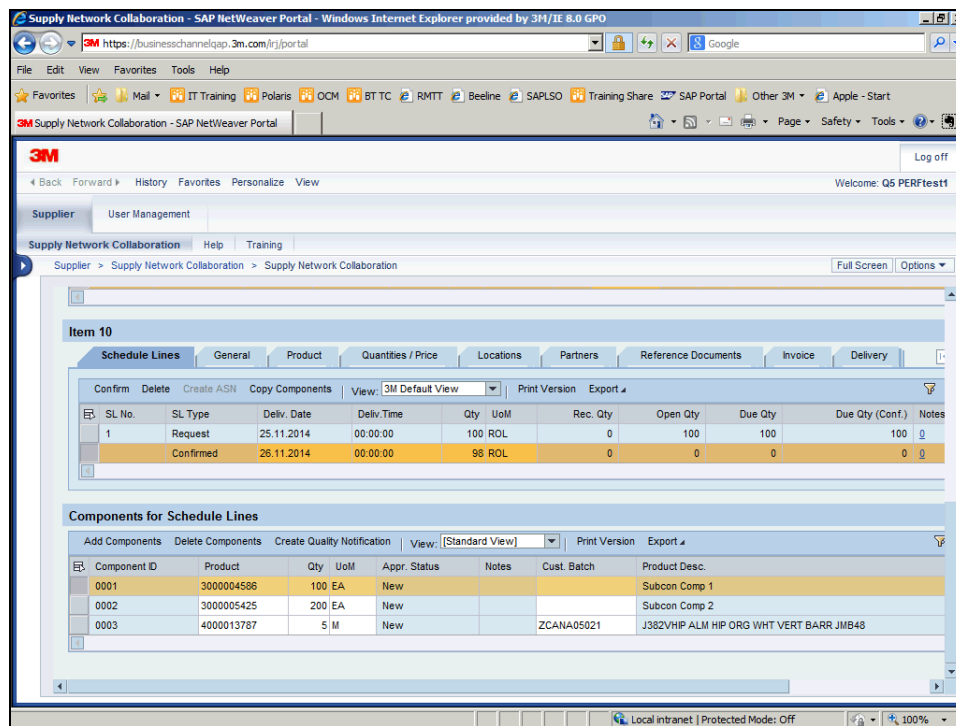 Supply Network Collaboration - SAP NetWeaver Portal - Windows Internet Explorer provided by 3M/IE 8.0 GPO
3M https://businesschannelqap.3m.com/irj/portal Google
File Edit View Favorites Tools Help
Favorites Mail IT Training Polaris OCM BT TC RMTT Beeline SAPLSO Training Share SAP Portal Other 3M Apple - Start
3M Supply Network Collaboration - SAP NetWeaver Portal Page Safety Tools
3M Log off
Back Forward History Favorites Personalize View Welcome: Q5 PERFtest1
Supplier User Management
Supply Network Collaboration Help Training
Supplier > Supply Network Collaboration > Supply Network Collaboration Full Screen Options
Item 10
Schedule Lines General Product Quantities / Price Locations Partners Reference Documents Invoice Delivery
Confirm Delete Create ASN Copy Components View: 3M Default View Print Version Export
SL No. SL Type Deliv. Date Deliv.Time Qty UoM Rec. Qty Open Qty Due Qty Due Qty (Conf.) Notes
1 Request 25.11.2014 00:00:00 100 ROL 0 100 100 100 0
Confirmed 26.11.2014 00:00:00 98 ROL 0 0 0 0 0
Components for Schedule Lines
Add Components Delete Components Create Quality Notification View: [Standard View] Print Version Export
Component ID Product Qty UoM Appr. Status Notes Cust. Batch Product Desc.
0001 3000004586 100 EA New Subcon Comp 1
0002 3000005425 200 EA New Subcon Comp 2
0003 4000013787 5 M New ZCANA05021 J382VHIP ALM HIP ORG WHT VERT BARR JMB48
Local intranet | Protected Mode: Off 100%